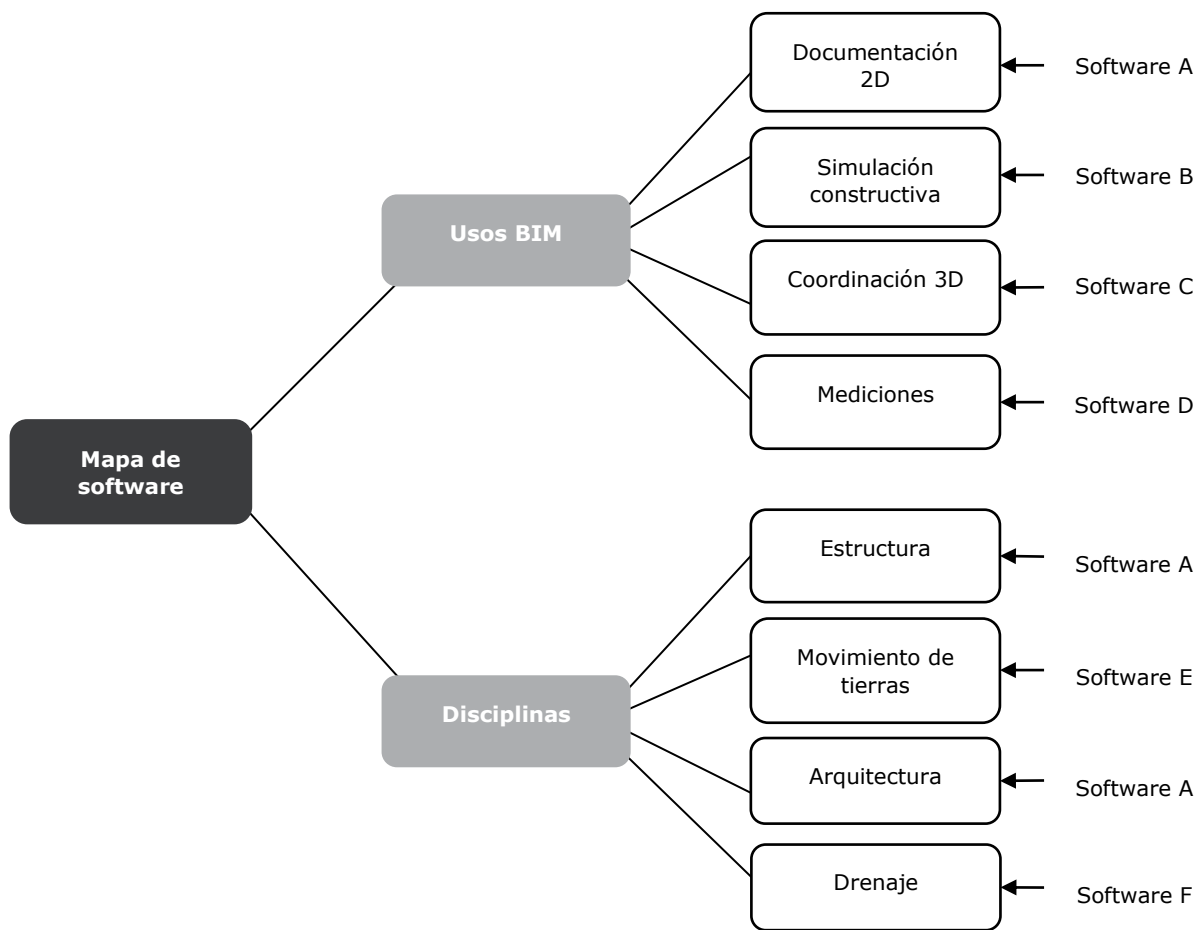 Documentación
2D
Software A
Simulación
constructiva
Software B
Usos BIM
Coordinación 3D
Software C
Mediciones
Software D
Mapa de
software
Estructura
Software A
Movimiento de
tierras
Software E
Disciplinas
Arquitectura
Software A
Drenaje
Software F